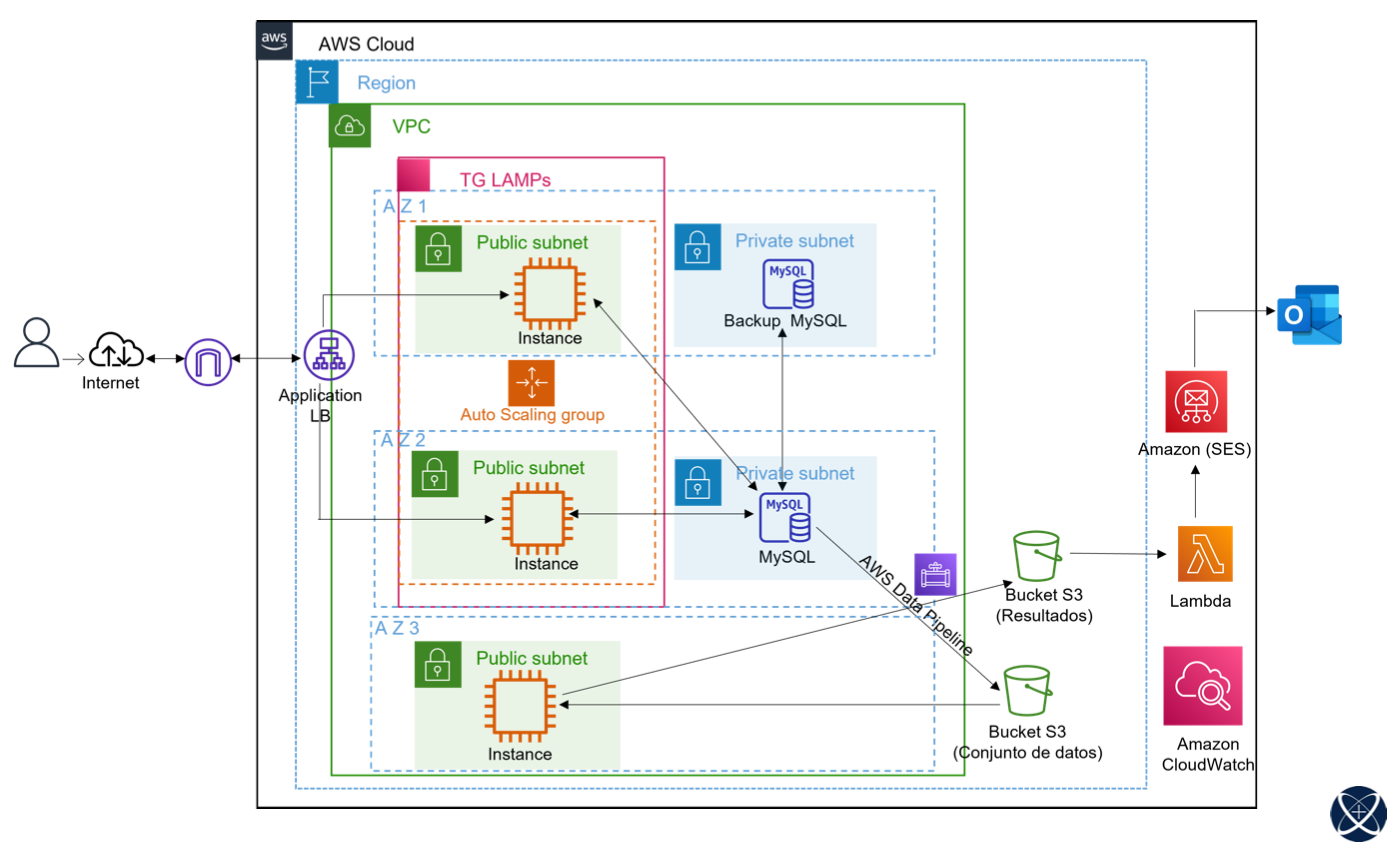 aws
AWS Cloud
Region
VPC
TG LAMPs
A Z 1
Public subnet
Instance
Private subnet
MySQL
Backup MySQL
Internet
Application
LB
Auto Scaling group
A Z 2
Public subnet
Instance
Private subnet
MySQL
MySQL
AWS Data Pipeline
A Z 3
Public subnet
Instance
Bucket S3
(Resultados)
Bucket S3
(Conjunto de datos)
O
Amazon (SES)
Lambda
Amazon
CloudWatch